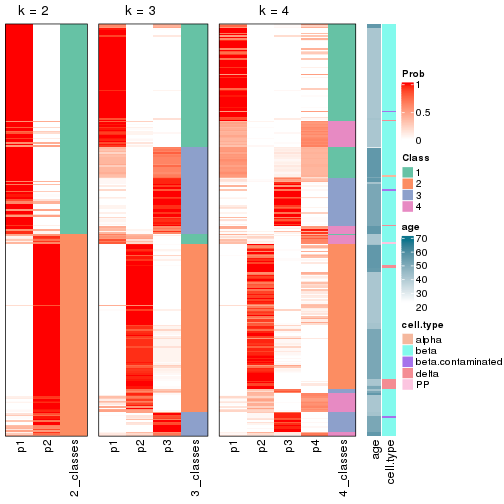 k = 2
k = 3
k = 4
p1
p2
2_classes
p1
p2
p3
3_classes
p1
p2
p3
p4
4_classes
age
cell.type
Prob
1
0.5
0
Class
1
2
3
4
age
70
60
50
40
30
20
cell.type
alpha
beta
beta.contaminated
delta
PP